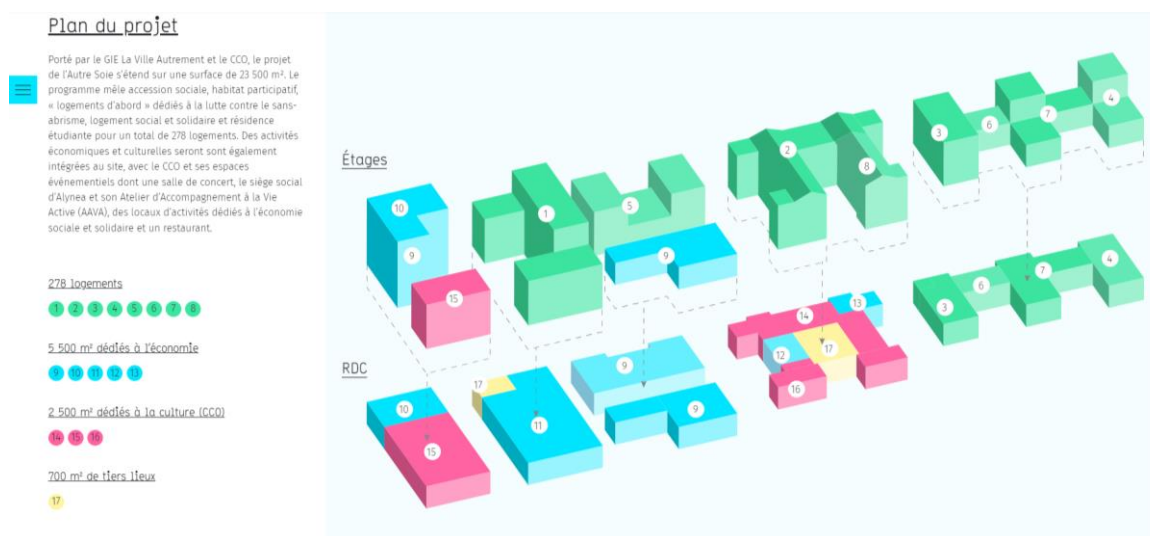 Plan du projet
Porté par le GIE La Ville Autrement et le CCO, le projet
de l'Autre Soie s'étend sur une surface de 23 500 m². Le
programme mêle accession sociale, habitat participatif,
« logements d'abord » dédiés à la lutte contre le sans-
abrisme, logement social et solidaire et résidence
étudiante pour un total de 278 logements. Des activités
économiques et culturelles seront sont également
intégrées au site, avec le CCO et ses espaces
événementiels dont une salle de concert, le siège social
d'Alynea et son Atelier d'Accompagnement à la Vie
Active (AAVA), des locaux d'activités dédiés à l'économie
sociale et solidaire et un restaurant.
278 logements
1 2 3 4 5 6 7 8
5 500 m² dédiés à l'économie
9 10 11 12 13
2 500 m² dédiés à la culture (CCO)
14 15 16
700 m² de tiers lieux
17
Étages
10
9
15
1
5
9
2
8
3
6
7
4
RDC
10
15
17
11
9
9
14
13
12
17
16
3
6
7
4